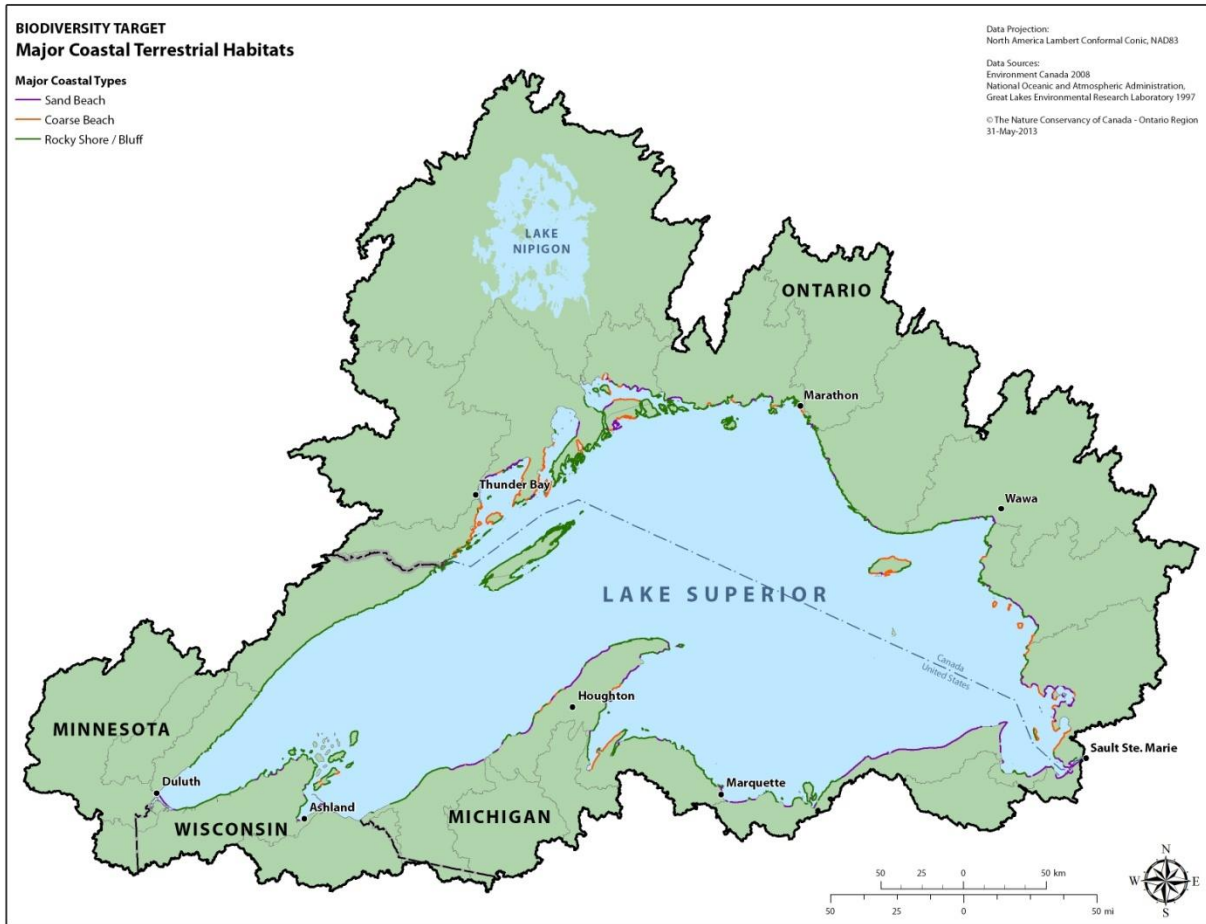 BIODIVERSITY TARGET
Major Coastal Terrestrial Habitats
Major Coastal Types
Sand Beach
Coarse Beach
Rocky Shore / Bluff
Data Projection:
North America Lambert Conformal Conic, NAD83
Data Sources:
Environment Canada 2008
National Oceanic and Atmospheric Administration,
Great Lakes Environmental Research Laboratory 1997
© The Nature Conservancy of Canada - Ontario Region
31-May-2013
LAKE
NIPIGON
ONTARIO
Marathon
Thunder Bay
Wawa
LAKE SUPERIOR
Canada
United States
Houghton
MINNESOTA
Sault Ste. Marie
Duluth
Marquette
Ashland
WISCONSIN
MICHIGAN
N
W
E
S
50 25 0 50 km
50 25 0 50 mi